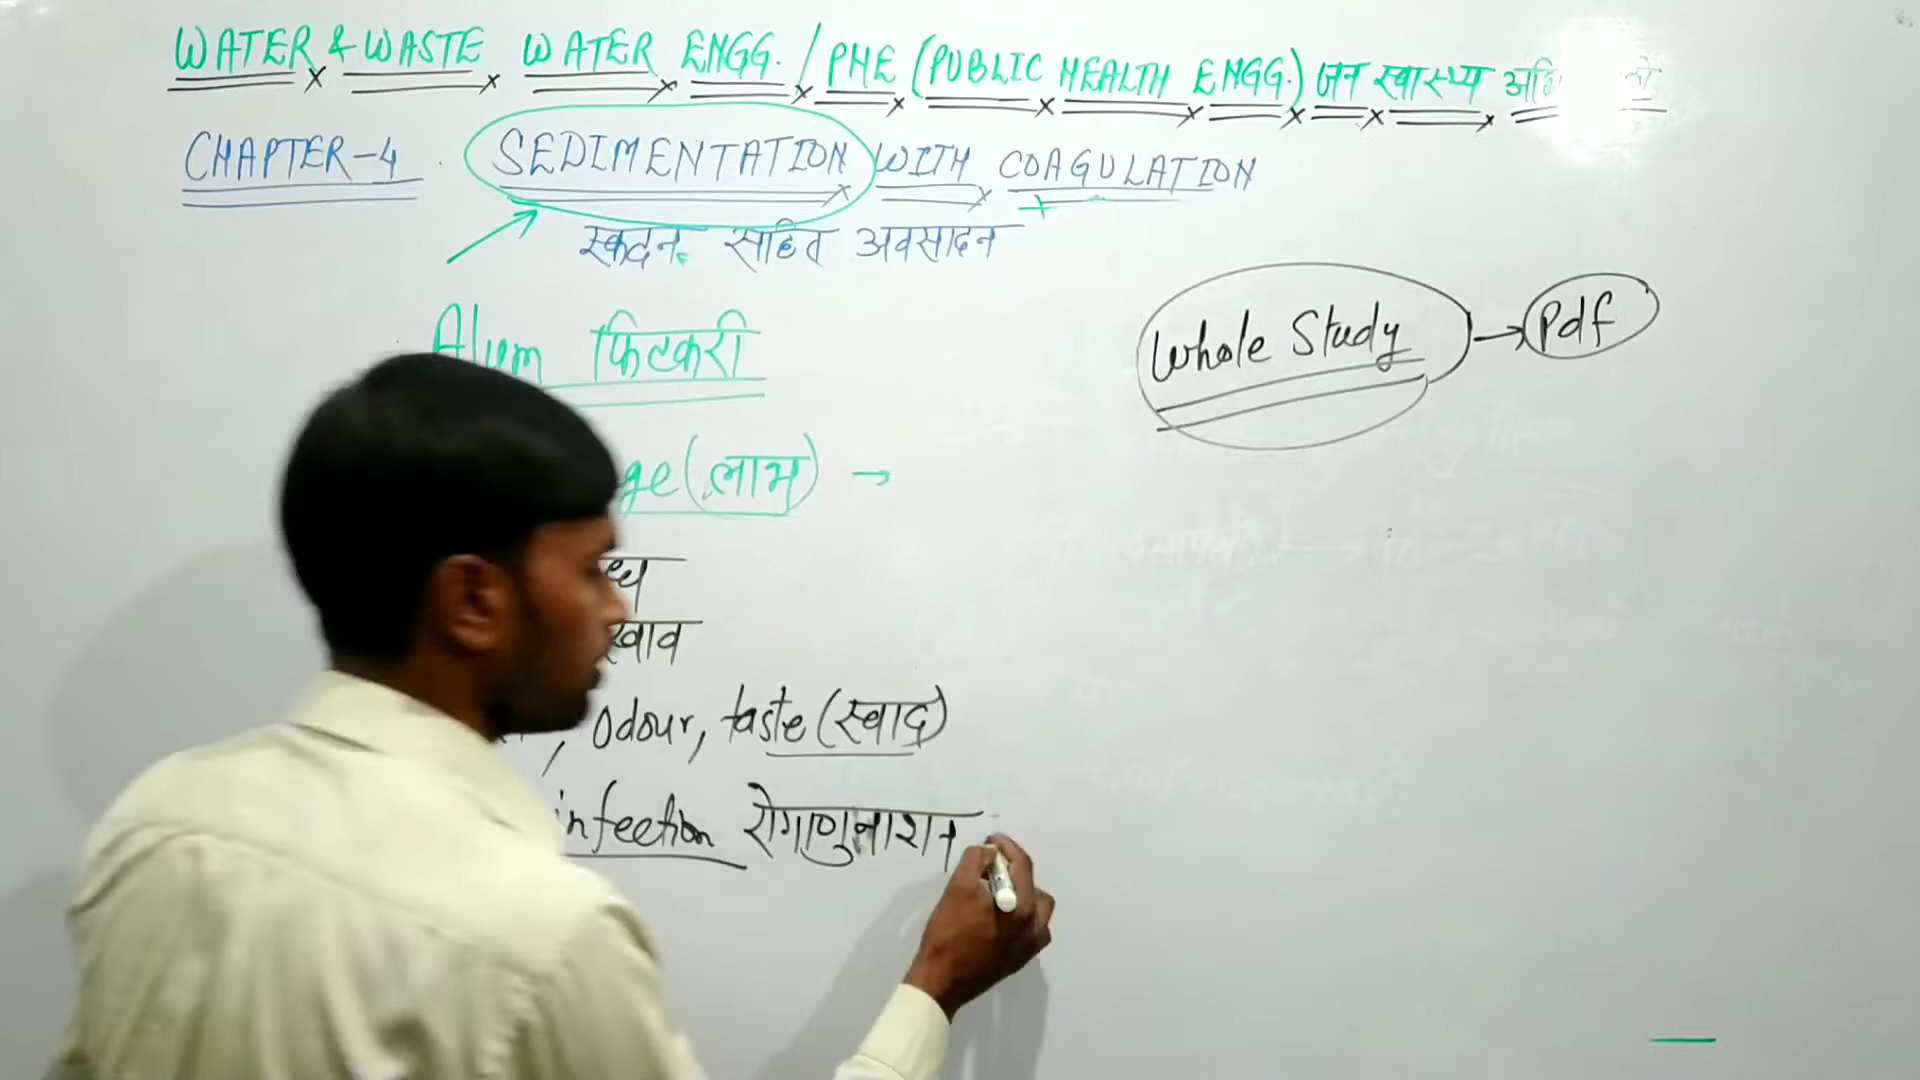 WATER & WASTE WATER ENGG. / PHE (PUBLIC HEALTH ENGG.) जन स्वास्थ्य
CHAPTER-4 SEDIMENTATION WITH COAGULATION
स्कंदन सहित अवसादन
Whole Study → Pdf
Alum फिटकरी
ge (लाभ) →
, Odour, taste (स्वाद)
infection रोगाणुनाशन